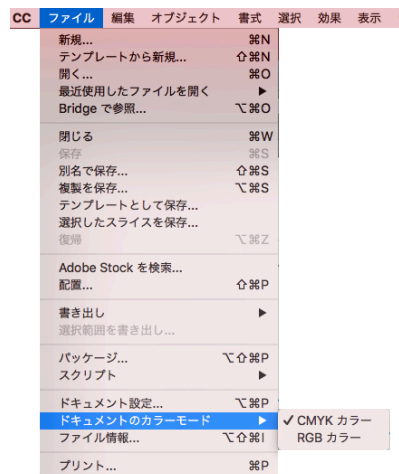 CC ファイル 編集 オブジェクト 書式 選択 効果 表示
新規... ⌘N
テンプレートから新規... ⇧⌘N
開く... ⌘O
最近使用したファイルを開く ▶
Bridge で参照... ⌥⌘O
閉じる ⌘W
保存 ⌘S
別名で保存... ⇧⌘S
複製を保存... ⌥⌘S
テンプレートとして保存...
選択したスライスを保存...
復帰 ⌥⌘Z
Adobe Stock を検索...
配置... ⇧⌘P
書き出し ▶
選択範囲を書き出し...
パッケージ... ⌥⇧⌘P
スクリプト ▶
ドキュメント設定... ⌥⌘P
ドキュメントのカラーモード ▶ ✓ CMYK カラー
ファイル情報... ⌥⇧⌘I RGB カラー
プリント... ⌘P